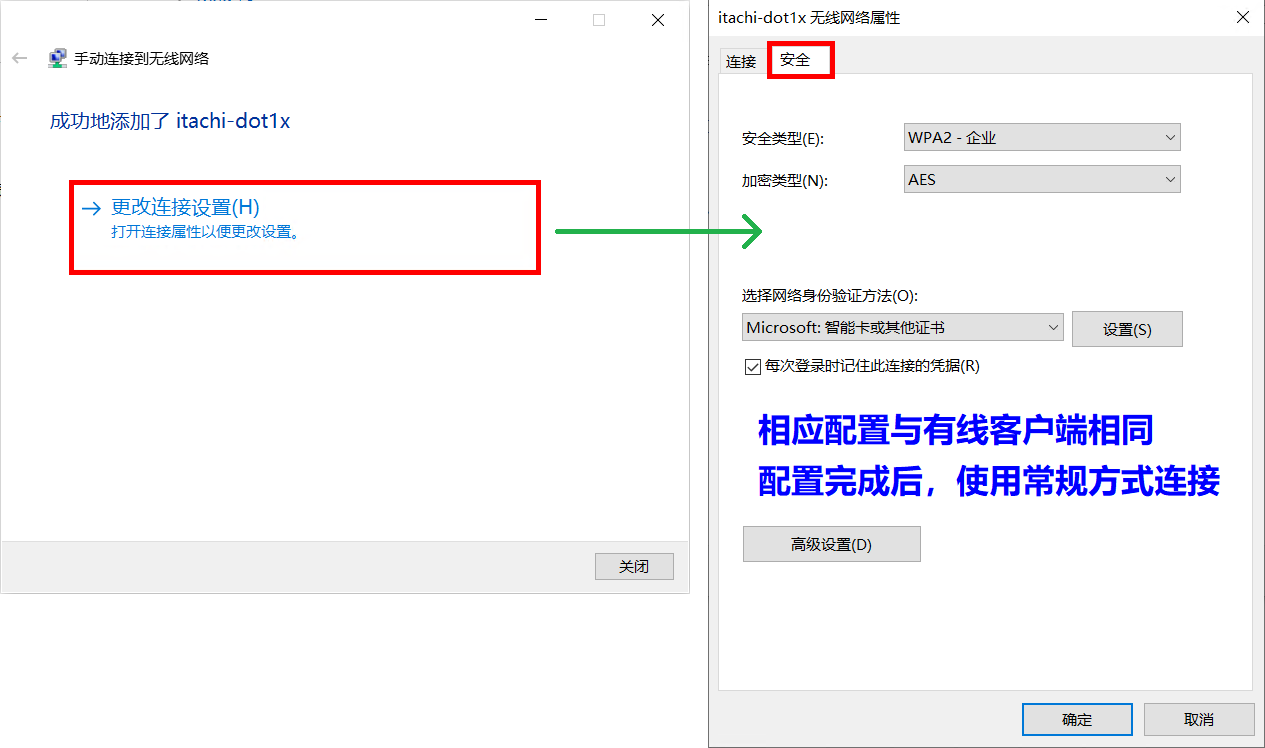 手动连接到无线网络
成功地添加了 itachi-dot1x
更改连接设置(H)
打开连接属性以便更改设置。
关闭
itachi-dot1x 无线网络属性
连接
安全
安全类型(E):
WPA2 - 企业
加密类型(N):
AES
选择网络身份验证方法(O):
Microsoft: 智能卡或其他证书
设置(S)
每次登录时记住此连接的凭据(R)
相应配置与有线客户端相同
配置完成后，使用常规方式连接
高级设置(D)
确定
取消